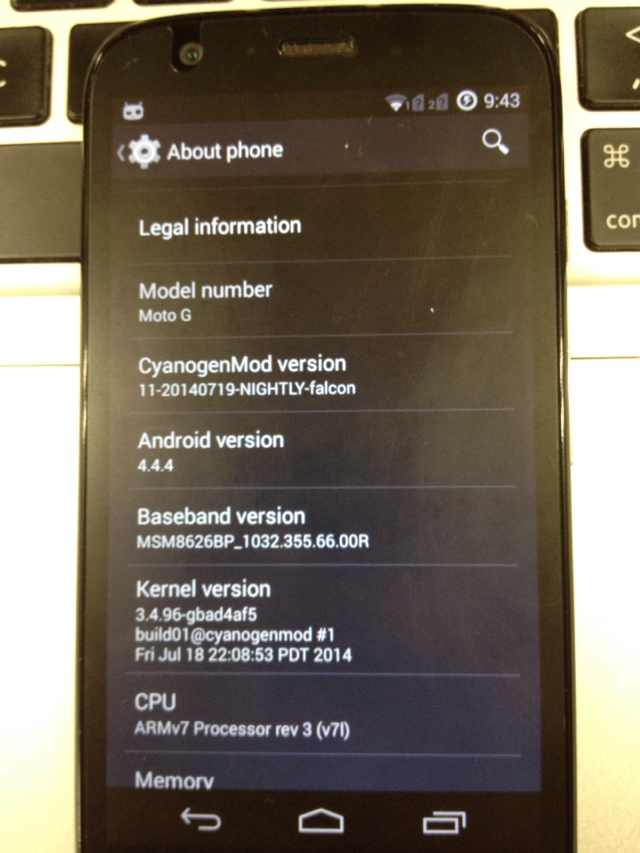 1 2 9:43
About phone
Legal information
Model number
Moto G
CyanogenMod version
11-20140719-NIGHTLY-falcon
Android version
4.4.4
Baseband version
MSM8626BP_1032.355.66.00R
Kernel version
3.4.96-gbad4af5
build01@cyanogenmod #1
Fri Jul 18 22:08:53 PDT 2014
CPU
ARMv7 Processor rev 3 (v7l)
Memory
C
<
⌘